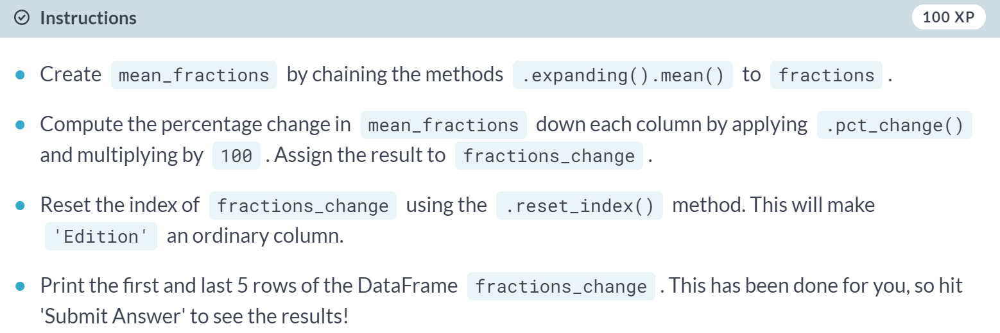 Instructions
100 XP
Create mean_fractions by chaining the methods .expanding().mean() to fractions .
Compute the percentage change in mean_fractions down each column by applying .pct_change()
and multiplying by 100 . Assign the result to fractions_change .
Reset the index of fractions_change using the .reset_index() method. This will make
'Edition' an ordinary column.
Print the first and last 5 rows of the DataFrame fractions_change . This has been done for you, so hit
'Submit Answer' to see the results!